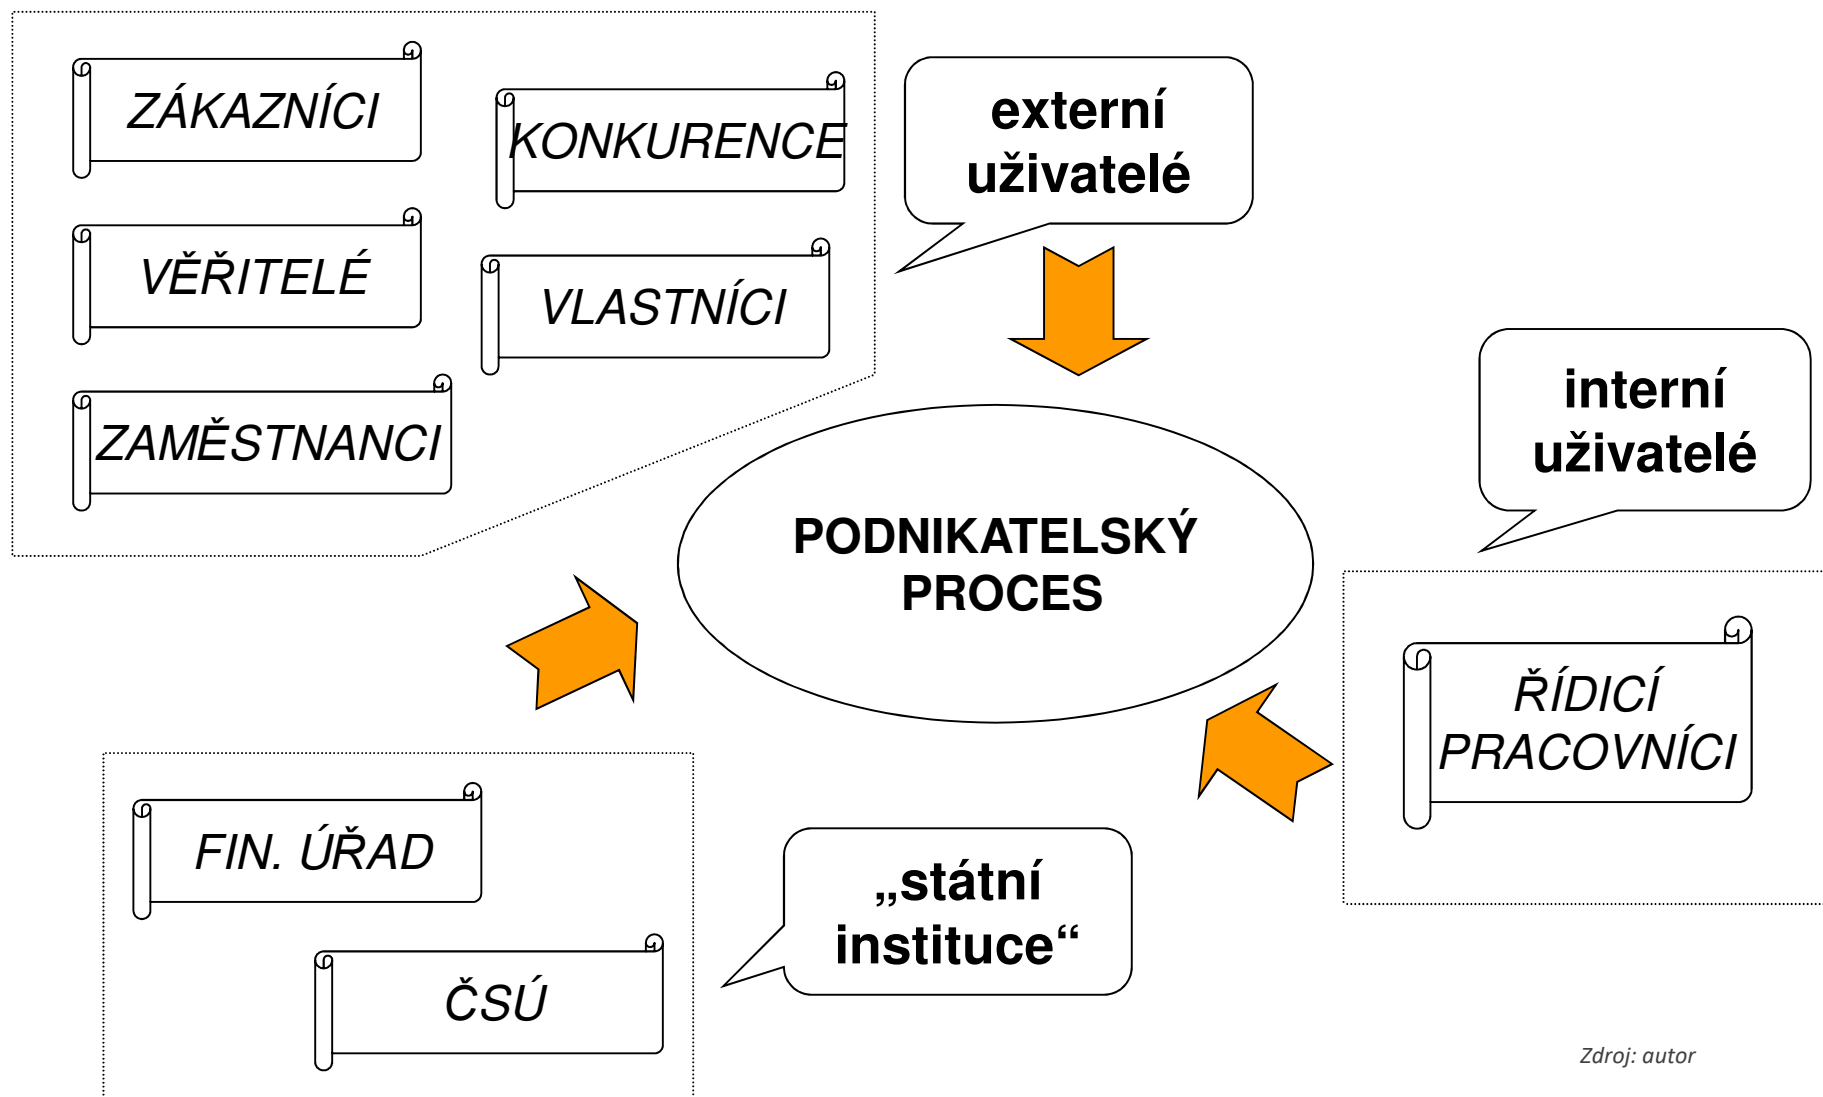 ZÁKAZNÍCI
KONKURENCE
VĚŘITELÉ
VLASTNÍCI
ZAMĚSTNANCI
externí
uživatelé
interní
uživatelé
PODNIKATELSKÝ
PROCES
ŘÍDICÍ
PRACOVNÍCI
FIN. ÚŘAD
ČSÚ
„státní
instituce“
Zdroj: autor